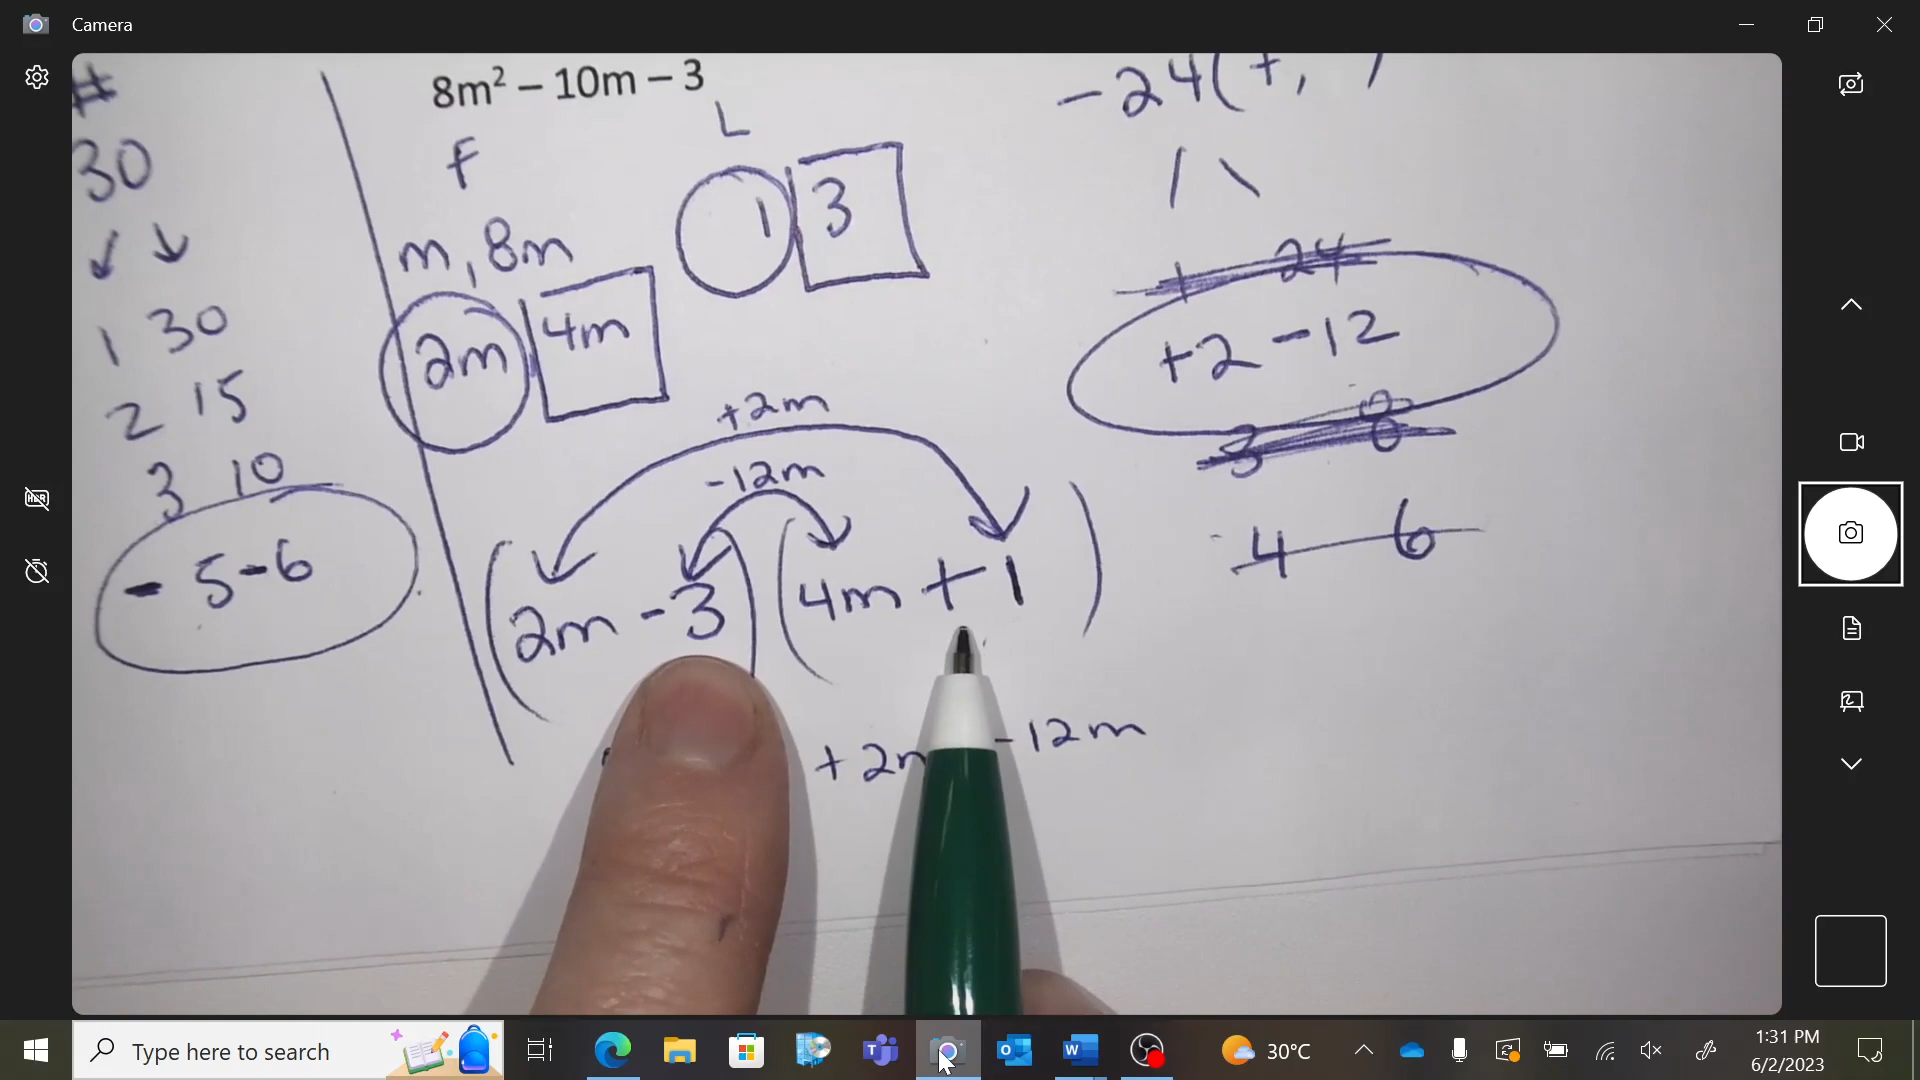 Camera
#
30
1 30
2 15
3 10
- 5 -6
8m² – 10m – 3
F
L
m, 8m
1 3
2m 4m
+2m
-12m
(2m - 3) (4m + 1)
-12m
-24(+, )
1 24
+2 -12
3 8
4 6
Type here to search
30°C
1:31 PM
6/2/2023